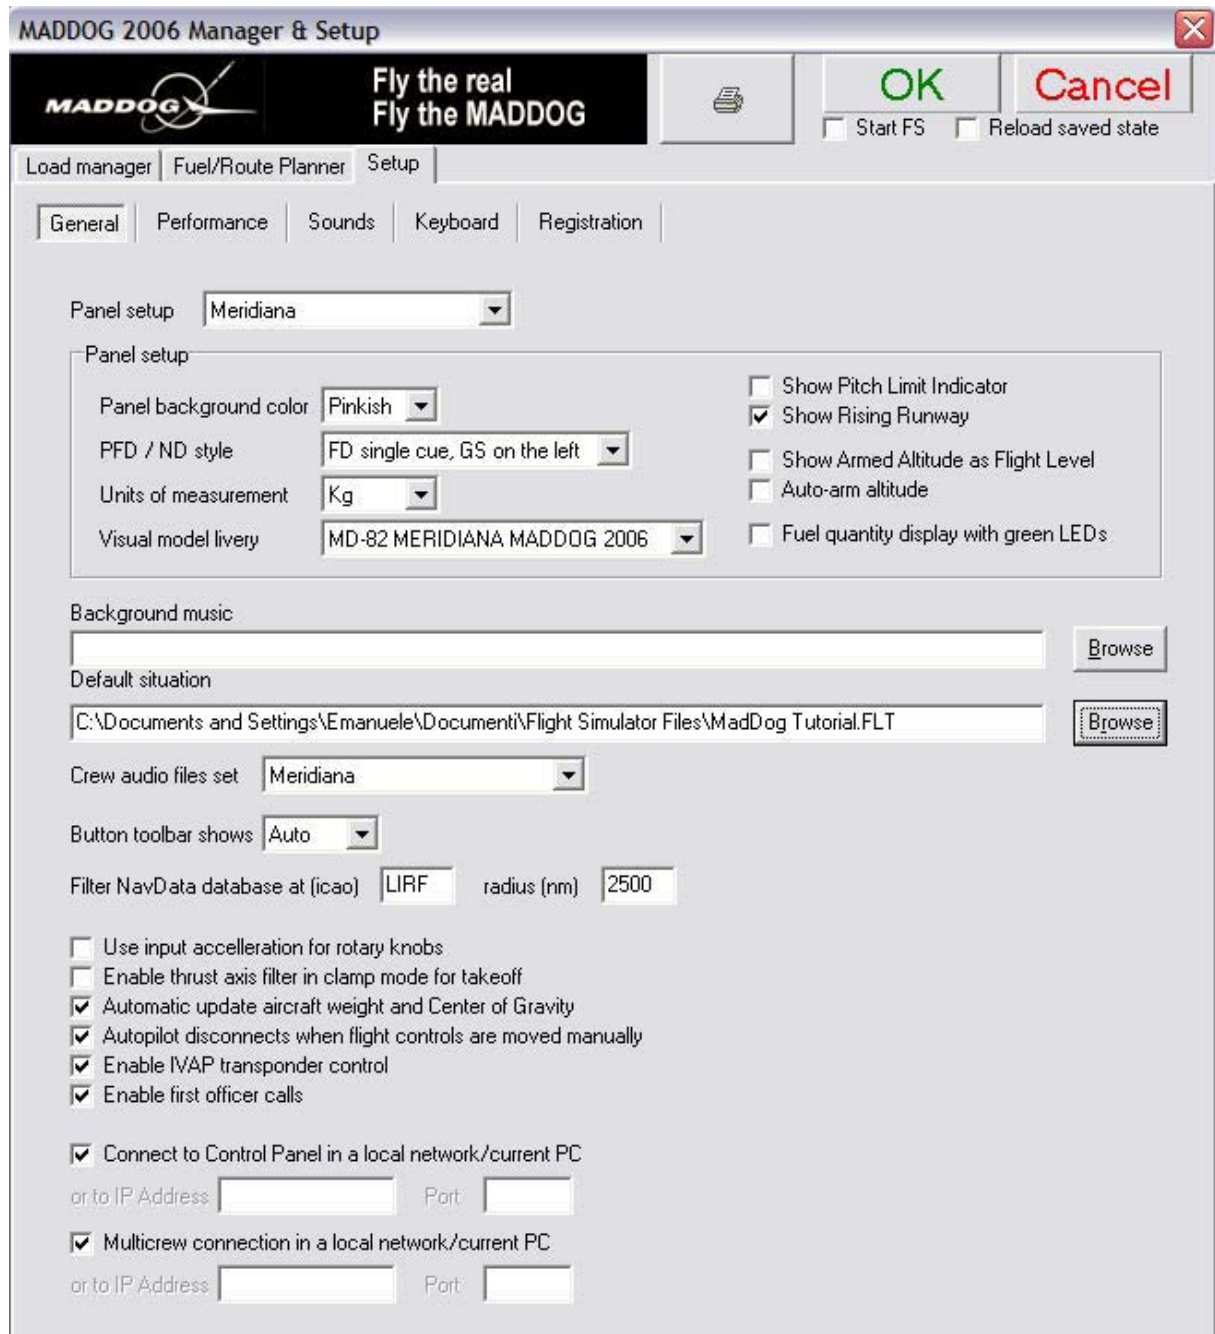 MADDOG 2006 Manager & Setup
MADDOG
Fly the real
Fly the MADDOG
OK
Cancel
Start FS
Reload saved state
Load manager
Fuel/Route Planner
Setup
General
Performance
Sounds
Keyboard
Registration
Panel setup Meridiana
Panel setup
Panel background color Pinkish
PFD / ND style FD single cue, GS on the left
Units of measurement Kg
Visual model livery MD-82 MERIDIANA MADDOG 2006
Show Pitch Limit Indicator
Show Rising Runway
Show Armed Altitude as Flight Level
Auto-arm altitude
Fuel quantity display with green LEDs
Background music
Browse
Default situation
C:\Documents and Settings\Emanuele\Documenti\Flight Simulator Files\MadDog Tutorial.FLT
Browse
Crew audio files set Meridiana
Button toolbar shows Auto
Filter NavData database at (icao) LIRF radius (nm) 2500
Use input accelleration for rotary knobs
Enable thrust axis filter in clamp mode for takeoff
Automatic update aircraft weight and Center of Gravity
Autopilot disconnects when flight controls are moved manually
Enable IVAP transponder control
Enable first officer calls
Connect to Control Panel in a local network/current PC
or to IP Address Port
Multicrew connection in a local network/current PC
or to IP Address Port